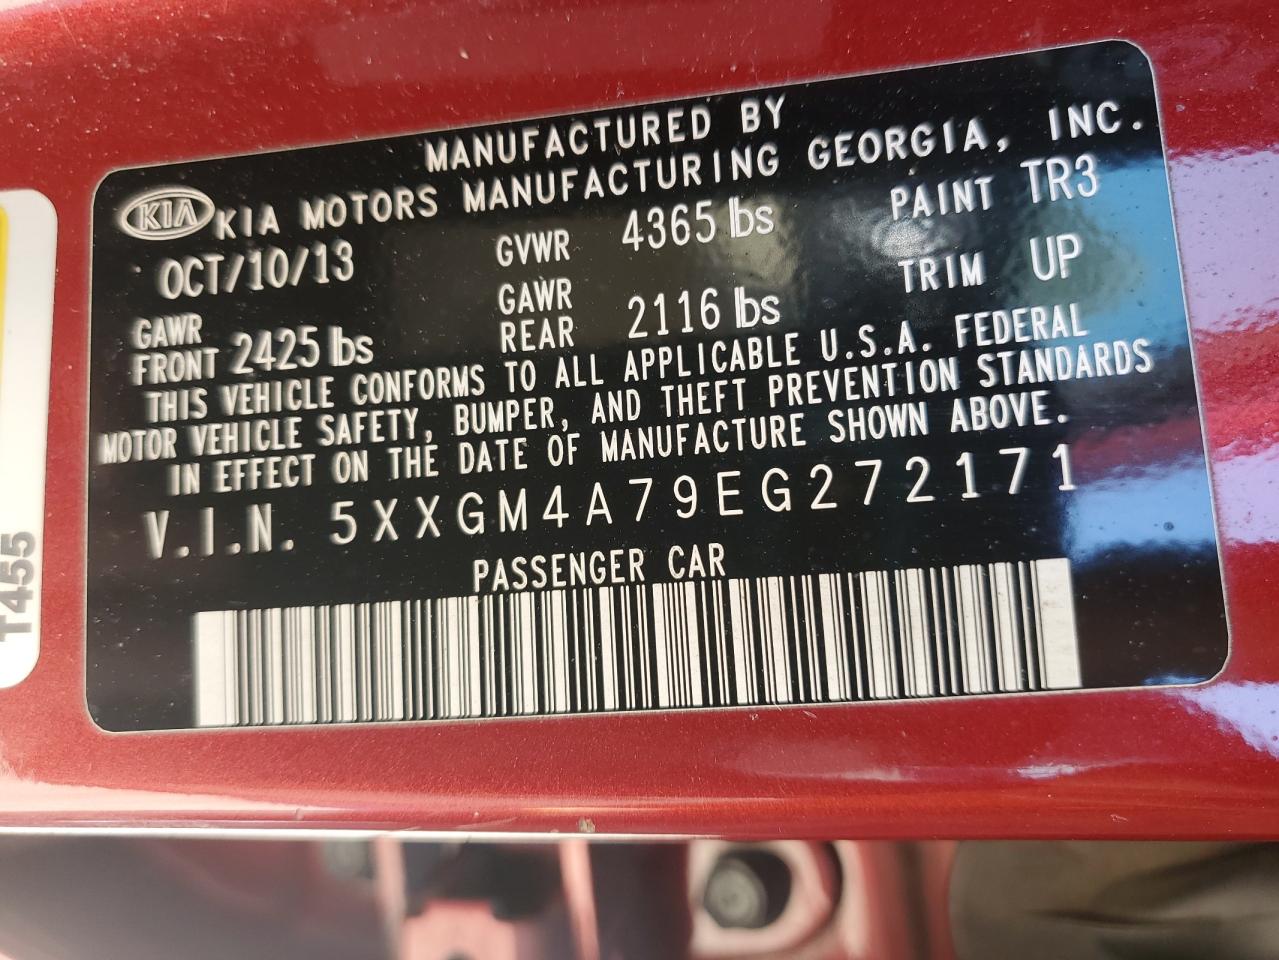 MANUFACTURED BY
KIA KIA MOTORS MANUFACTURING GEORGIA, INC.
OCT/10/13 GVWR 4365 lbs PAINT TR3
GAWR FRONT 2425 lbs GAWR REAR 2116 lbs TRIM UP
THIS VEHICLE CONFORMS TO ALL APPLICABLE U.S.A. FEDERAL
MOTOR VEHICLE SAFETY, BUMPER, AND THEFT PREVENTION STANDARDS
IN EFFECT ON THE DATE OF MANUFACTURE SHOWN ABOVE.
V.I.N. 5XXGM4A79EG272171
PASSENGER CAR
T455